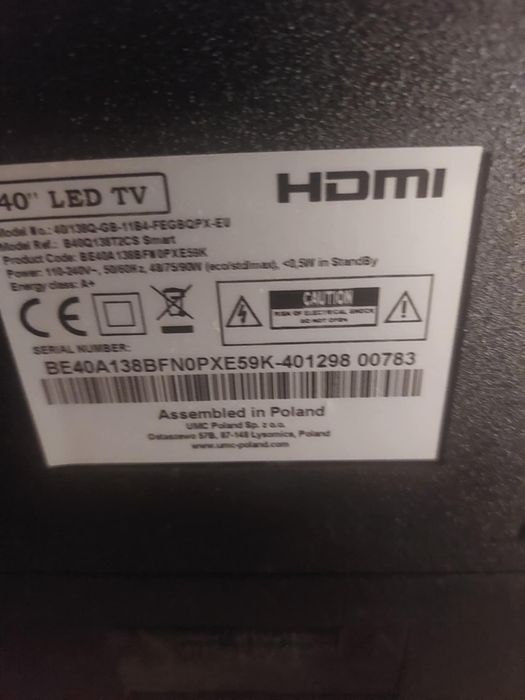 40" LED TV
HDMI
Model No.: 40/138Q-GB-11B4-FEGBQPX-EU
Model Ref.: B40Q138T2CS Smart
Product Code: BE40A138BFN0PXE59K
Power: 110-240V~, 50/60Hz, 48/75/90W (eco/std/max), <0,5W in StandBy
Energy class: A+
CE
CAUTION
RISK OF ELECTRICAL SHOCK
DO NOT OPEN
SERIAL NUMBER:
BE40A138BFN0PXE59K-401298 00783
Assembled in Poland
UMC Poland Sp. z o.o.
Ostaszewo 57B, 87-148 Lysomice, Poland
www.umc-poland.com